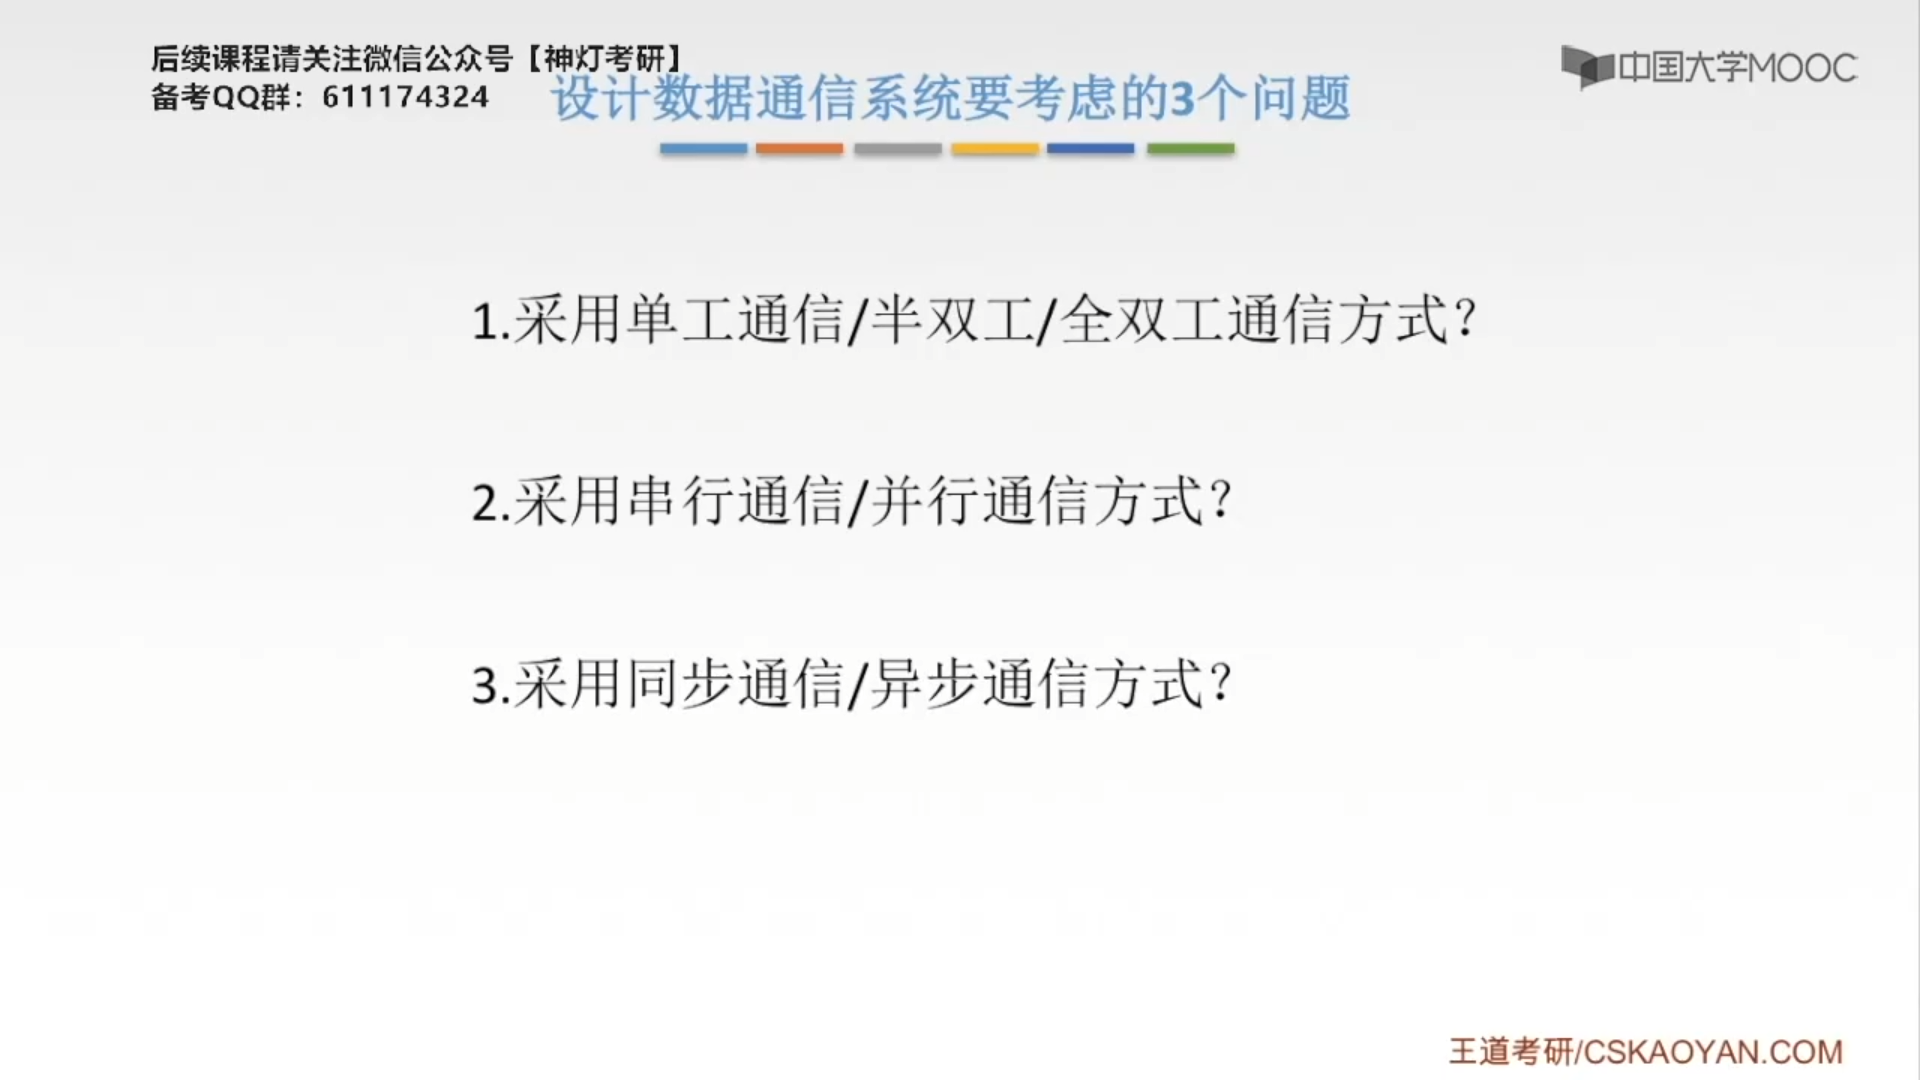 后续课程请关注微信公众号【神灯考研】
备考QQ群：611174324
中国大学MOOC
设计数据通信系统要考虑的3个问题
1.采用单工通信/半双工/全双工通信方式？
2.采用串行通信/并行通信方式？
3.采用同步通信/异步通信方式？
王道考研/CSKAOYAN.COM